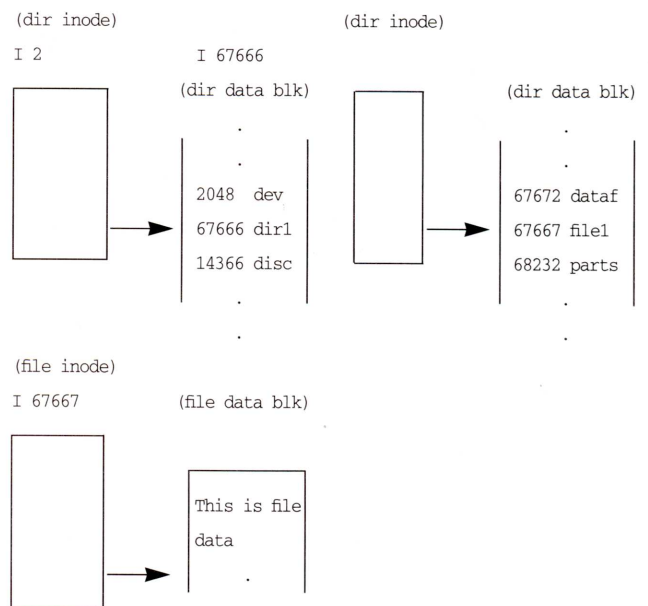 (dir inode) (dir inode)
I 2 I 67666
(dir data blk) (dir data blk)
.
.
2048 dev
67666 dir1
14366 disc
.
.
.
.
67672 dataf
67667 file1
68232 parts
.
.
(file inode)
I 67667 (file data blk)
This is file
data
.